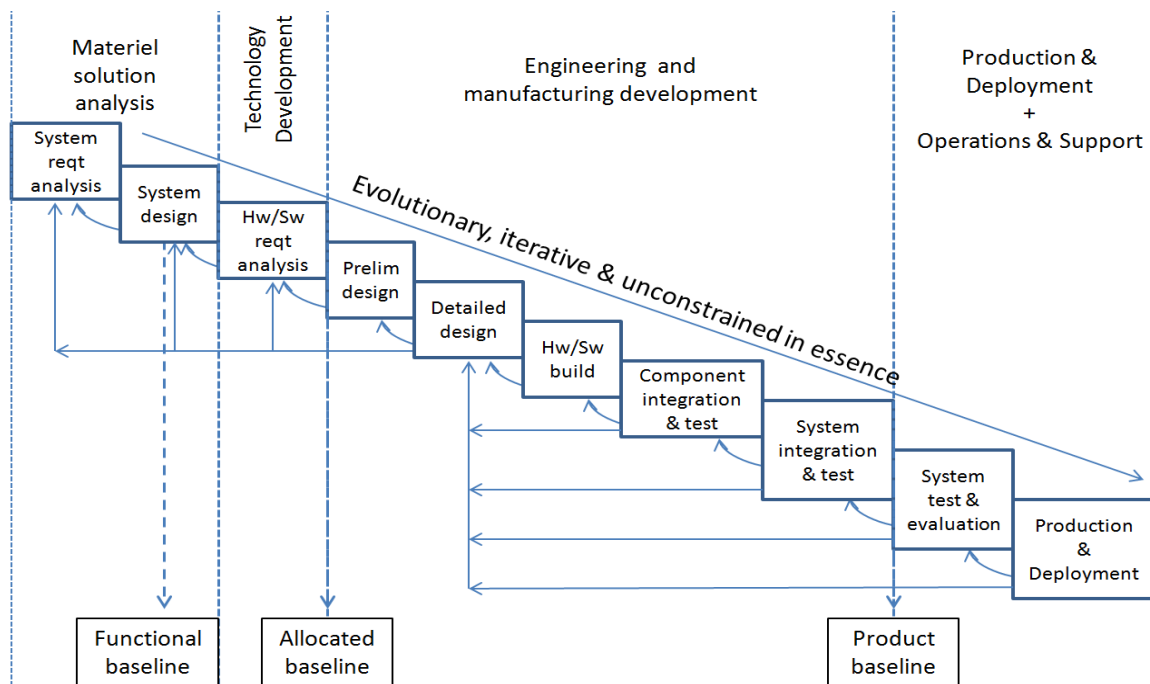 Materiel
solution
analysis
Technology
Development
Engineering and
manufacturing development
Production &
Deployment
+
Operations & Support
System
reqt
analysis
System
design
Hw/Sw
reqt
analysis
Prelim
design
Detailed
design
Hw/Sw
build
Component
integration
& test
System
integration
& test
System
test &
evaluation
Production
&
Deployment
Evolutionary, iterative & unconstrained in essence
Functional
baseline
Allocated
baseline
Product
baseline